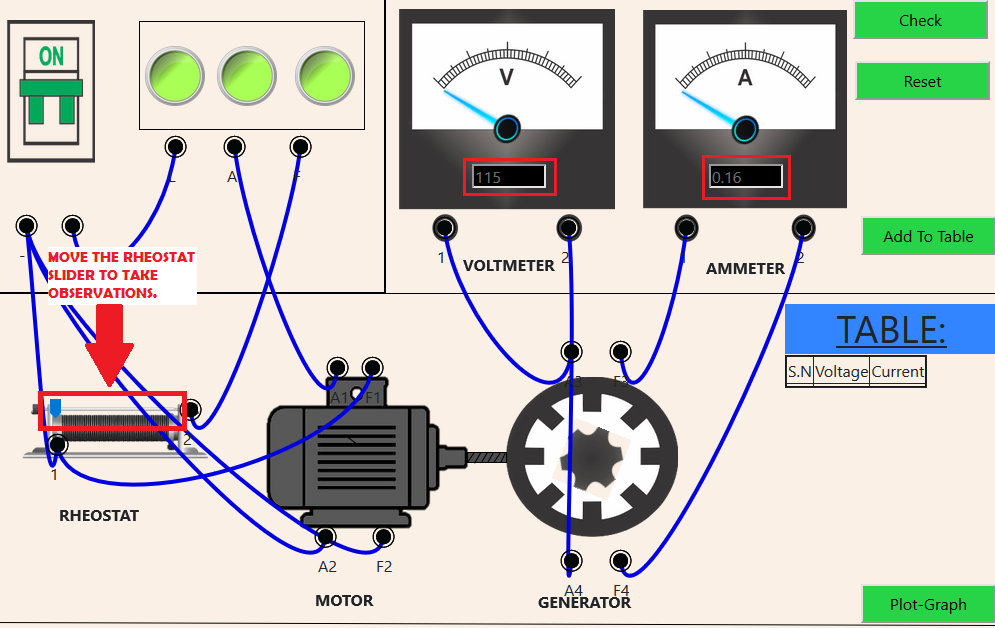 ON
V
A
Check
Reset
115
0.16
L
A
F
-
1
2
1
2
VOLTMETER
AMMETER
Add To Table
MOVE THE RHEOSTAT
SLIDER TO TAKE
OBSERVATIONS.
TABLE:
S.N Voltage Current
A1
F1
A3
F3
1
2
RHEOSTAT
A2
F2
MOTOR
A4
F4
GENERATOR
Plot-Graph